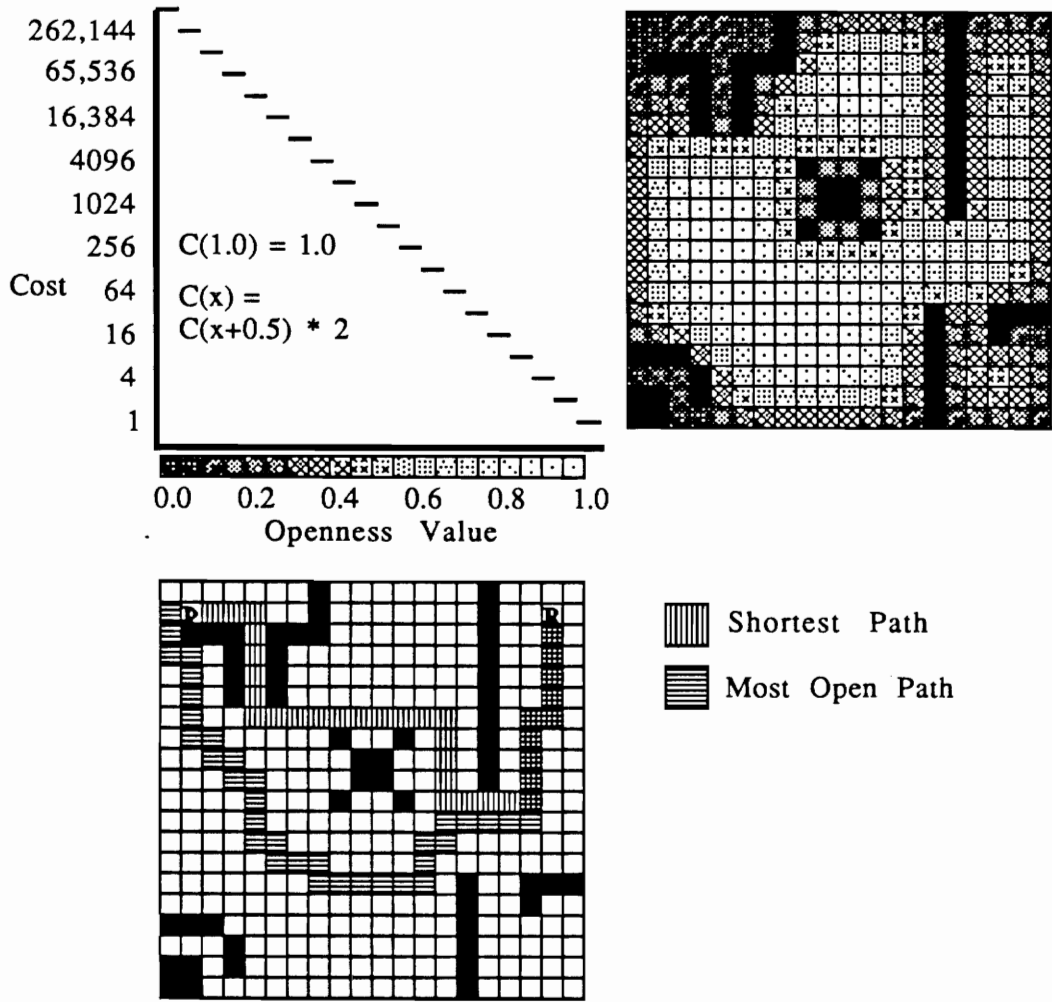 262,144
65,536
16,384
4096
1024
256
64
16
4
1
Cost
C(1.0) = 1.0
C(x) =
C(x+0.5) * 2
0.0 0.2 0.4 0.6 0.8 1.0
Openness Value
P R
Shortest Path
Most Open Path